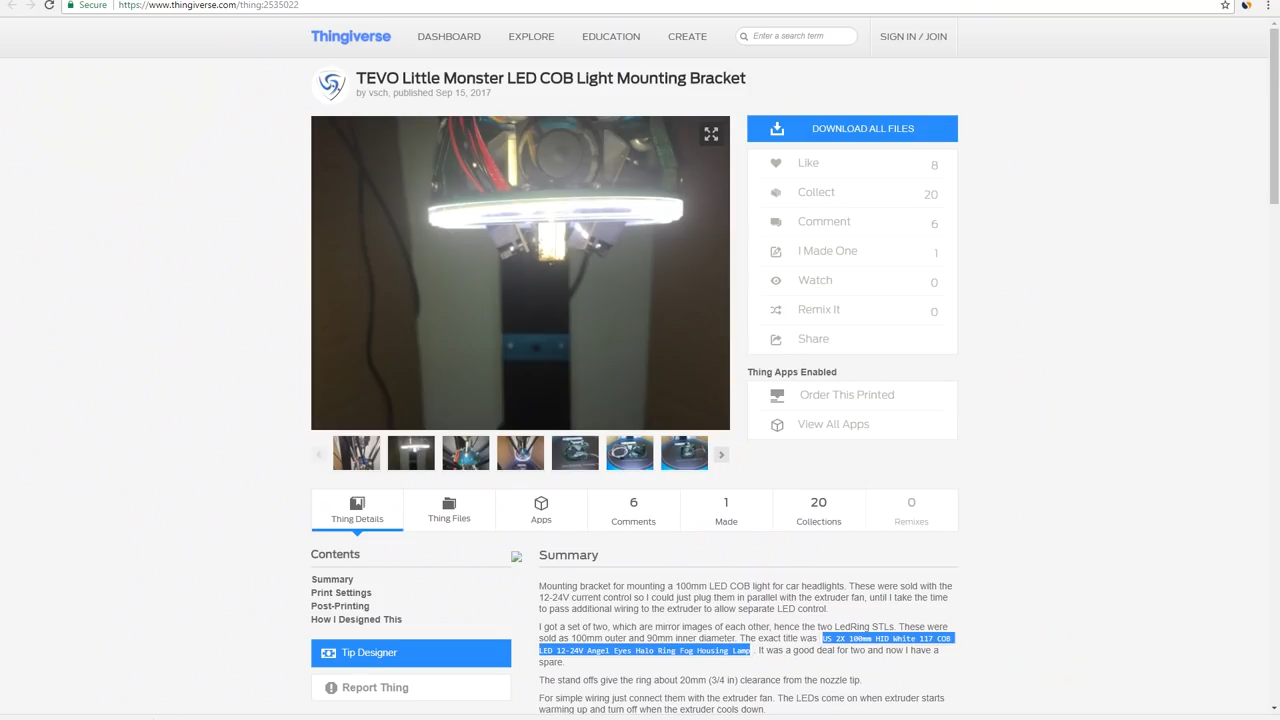 Secure
https://www.thingiverse.com/thing:2535022
Thingiverse DASHBOARD EXPLORE EDUCATION CREATE Enter a search term SIGN IN / JOIN
TEVO Little Monster LED COB Light Mounting Bracket
by vsch, published Sep 15, 2017
DOWNLOAD ALL FILES
Like 8
Collect 20
Comment 6
I Made One 1
Watch 0
Remix It 0
Share
Thing Apps Enabled
Order This Printed
View All Apps
Thing Details
Thing Files
Apps
6 Comments
1 Made
20 Collections
0 Remixes
Contents
Summary
Print Settings
Post-Printing
How I Designed This
Tip Designer
Report Thing
Summary
Mounting bracket for mounting a 100mm LED COB light for car headlights. These were sold with the
12-24V current control so I could just plug them in parallel with the extruder fan, until I take the time
to pass additional wiring to the extruder to allow separate LED control.
I got a set of two, which are mirror images of each other, hence the two LedRing STLs. These were
sold as 100mm outer and 90mm inner diameter. The exact title was US 2X 100mm HID White 117 COB
LED 12-24V Angel Eyes Halo Ring Fog Housing Lamp . It was a good deal for two and now I have a
spare.
The stand offs give the ring about 20mm (3/4 in) clearance from the nozzle tip.
For simple wiring just connect them with the extruder fan. The LEDs come on when extruder starts
warming up and turn off when the extruder cools down.